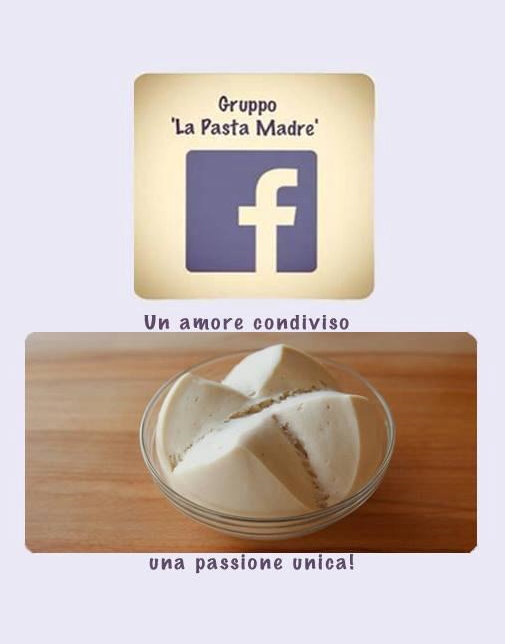 Gruppo
'La Pasta Madre'
f
Un amore condiviso
una passione unica!